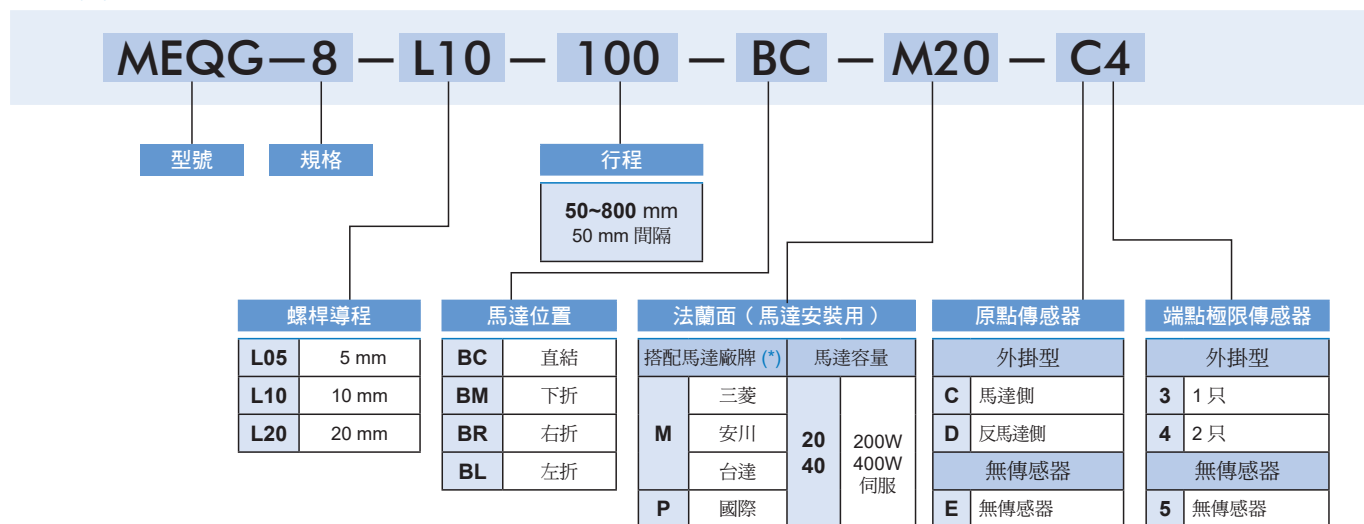 MEQG—8 — L10 — 100 — BC — M20 — C4
型號
規格
行程
50~800 mm
50 mm 間隔
螺桿導程
L05 5 mm
L10 10 mm
L20 20 mm
馬達位置
BC 直結
BM 下折
BR 右折
BL 左折
法蘭面（馬達安裝用）
搭配馬達廠牌 (*) 馬達容量
M 三菱
安川
台達
P 國際
20 200W
40 400W
伺服
原點傳感器
外掛型
C 馬達側
D 反馬達側
無傳感器
E 無傳感器
端點極限傳感器
外掛型
3 1 只
4 2 只
無傳感器
5 無傳感器